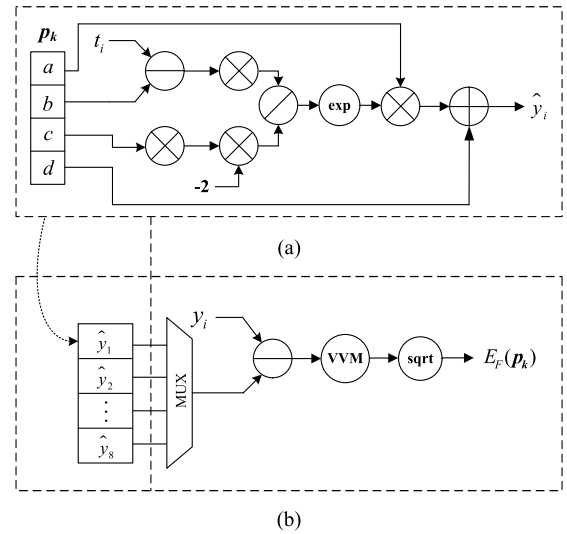 p_k
a
b
c
d
t_i
exp
-2
ŷ_i
(a)
ŷ_1
ŷ_2
⋮
ŷ_8
MUX
y_i
VVM
sqrt
E_F(p_k)
(b)